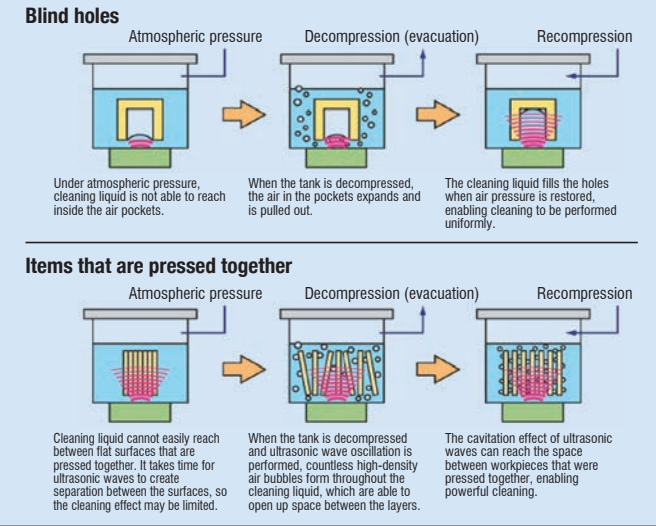 Blind holes
Atmospheric pressure
Decompression (evacuation)
Recompression
Under atmospheric pressure,
cleaning liquid is not able to reach
inside the air pockets.
When the tank is decompressed,
the air in the pockets expands and
is pulled out.
The cleaning liquid fills the holes
when air pressure is restored,
enabling cleaning to be performed
uniformly.
Items that are pressed together
Atmospheric pressure
Decompression (evacuation)
Recompression
Cleaning liquid cannot easily reach
between flat surfaces that are
pressed together. It takes time for
ultrasonic waves to create
separation between the surfaces, so
the cleaning effect may be limited.
When the tank is decompressed
and ultrasonic wave oscillation is
performed, countless high-density
air bubbles form throughout the
cleaning liquid, which are able to
open up space between the layers.
The cavitation effect of ultrasonic
waves can reach the space
between workpieces that were
pressed together, enabling
powerful cleaning.